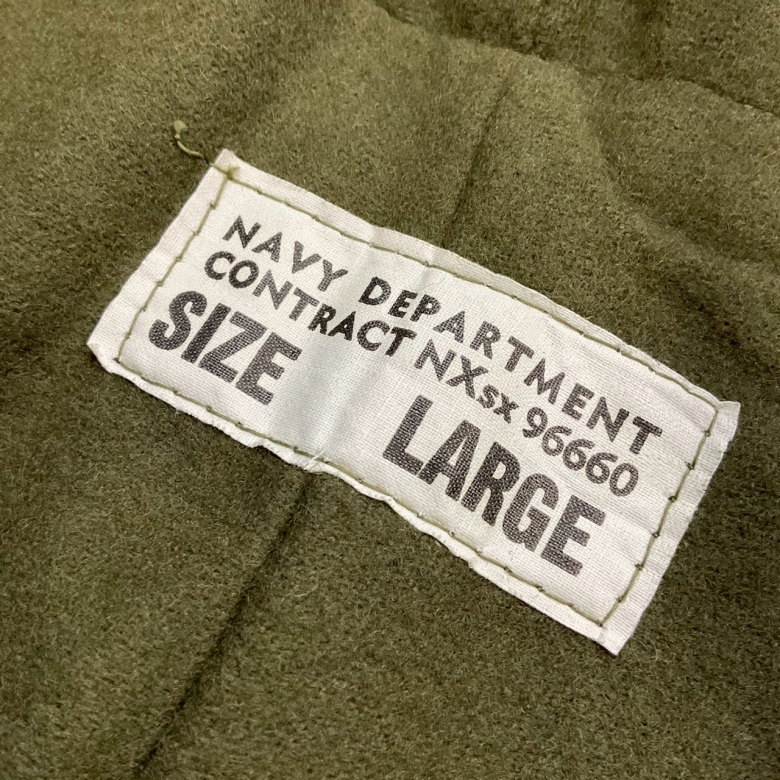 NAVY DEPARTMENT
CONTRACT NXsx 96660
SIZE LARGE